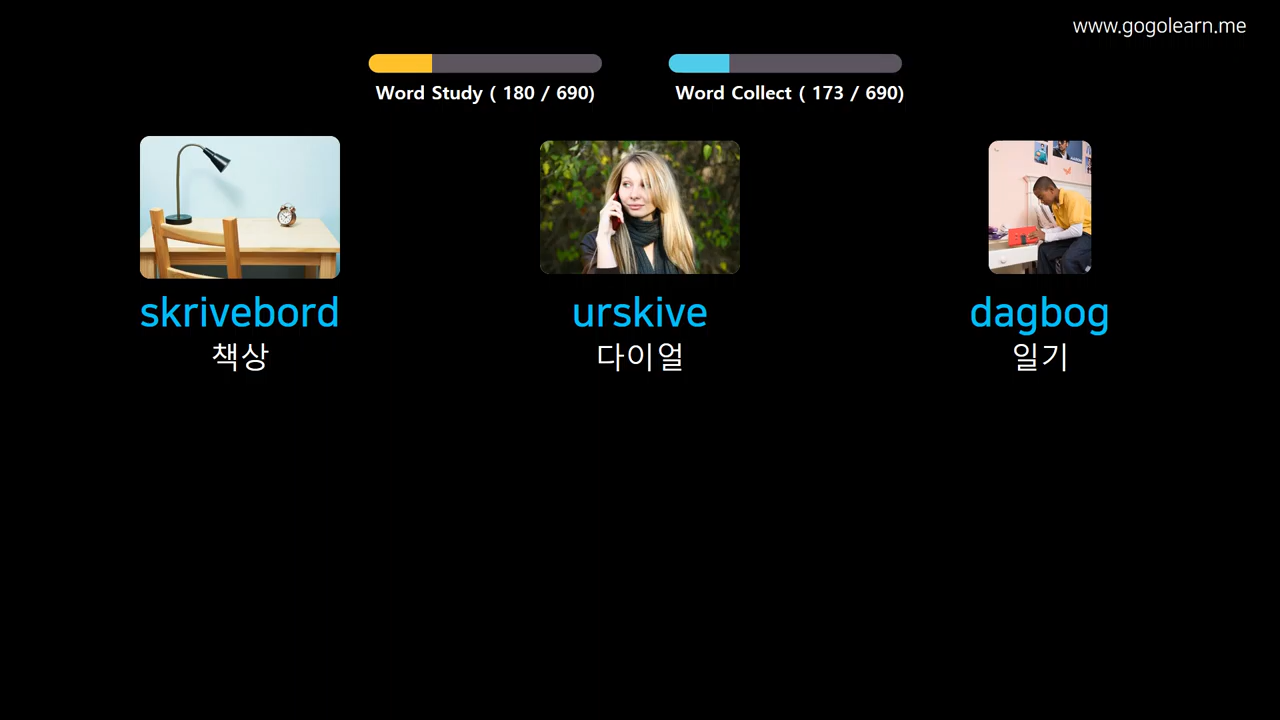 www.gogolearn.me
Word Study ( 180 / 690)
Word Collect ( 173 / 690)
skrivebord
책상
urskive
다이얼
dagbog
일기